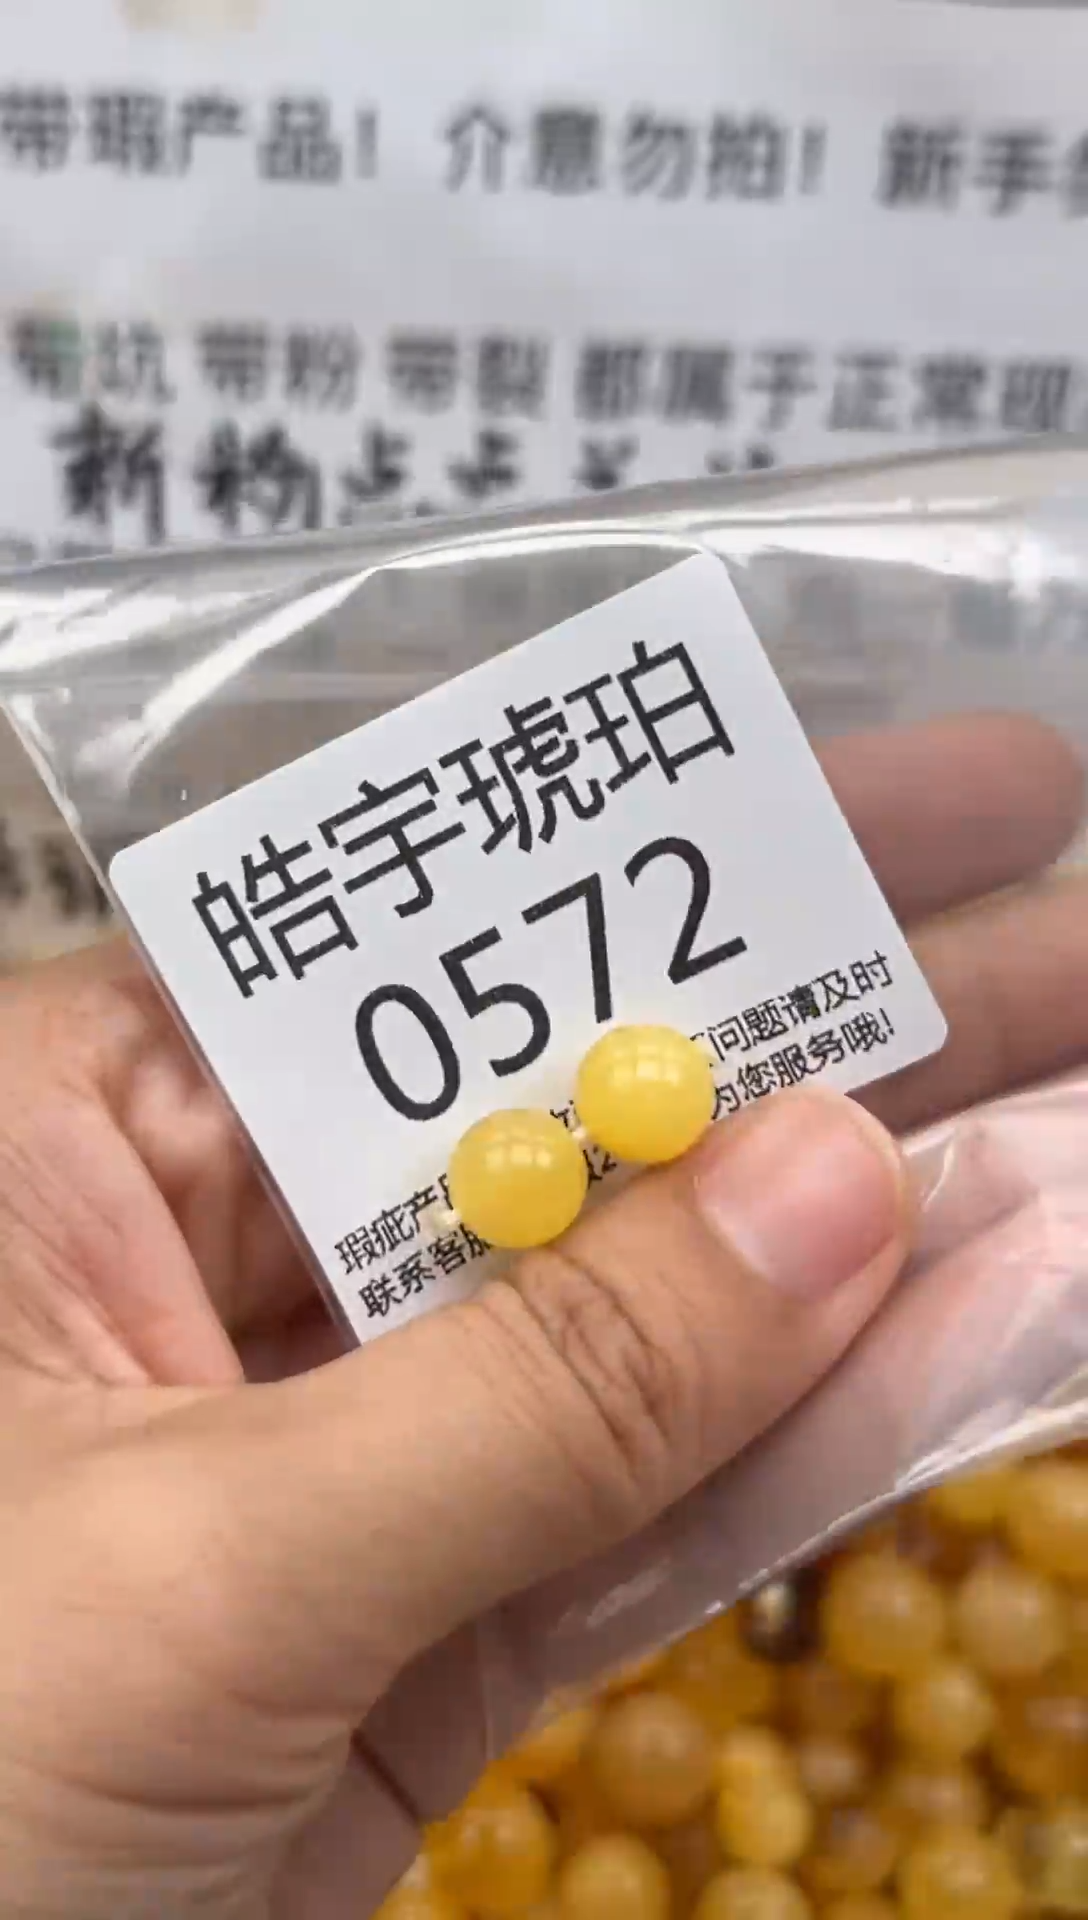 带瑕产品！ 介意勿拍！ 新手
带坑 带粉 带裂 都属于正常现
皓宇琥珀
0572
瑕疵产 问题请及时
联系客服 为您服务哦!